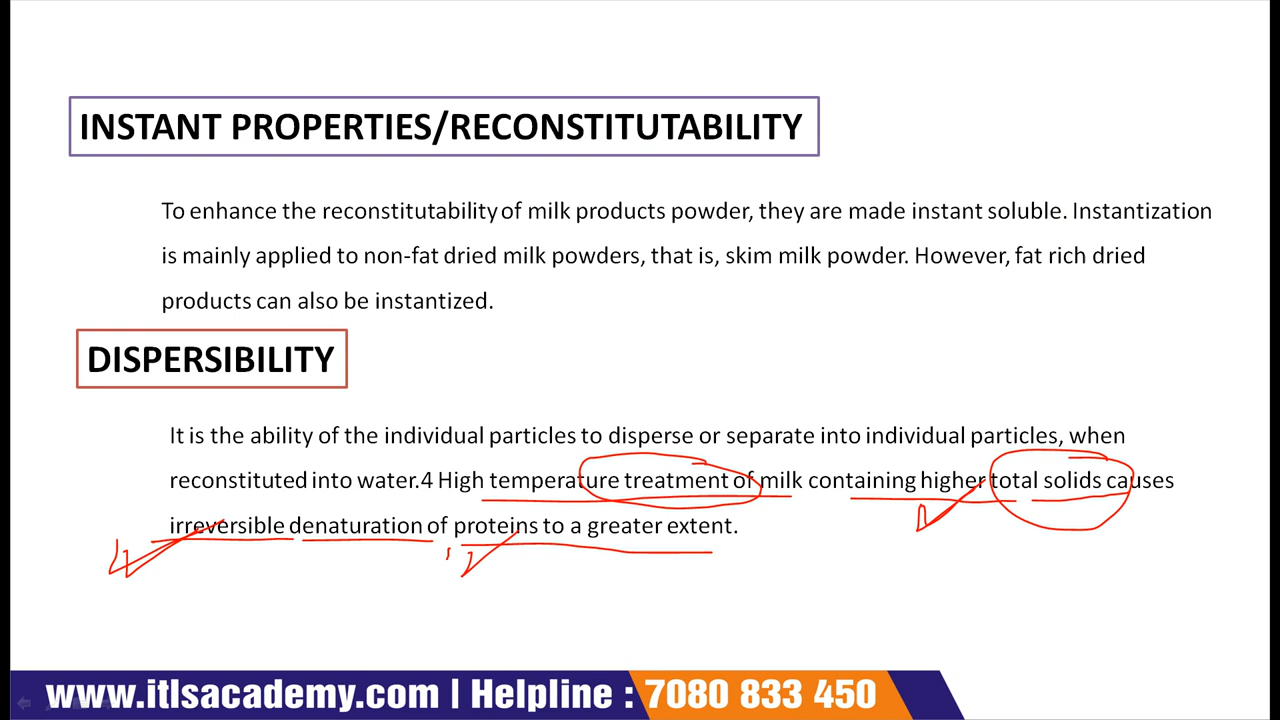 INSTANT PROPERTIES/RECONSTITUTABILITY
To enhance the reconstitutability of milk products powder, they are made instant soluble. Instantization
is mainly applied to non-fat dried milk powders, that is, skim milk powder. However, fat rich dried
products can also be instantized.
DISPERSIBILITY
It is the ability of the individual particles to disperse or separate into individual particles, when
reconstituted into water.4 High temperature treatment of milk containing higher total solids causes
irreversible denaturation of proteins to a greater extent.
www.itlsacademy.com | Helpline : 7080 833 450